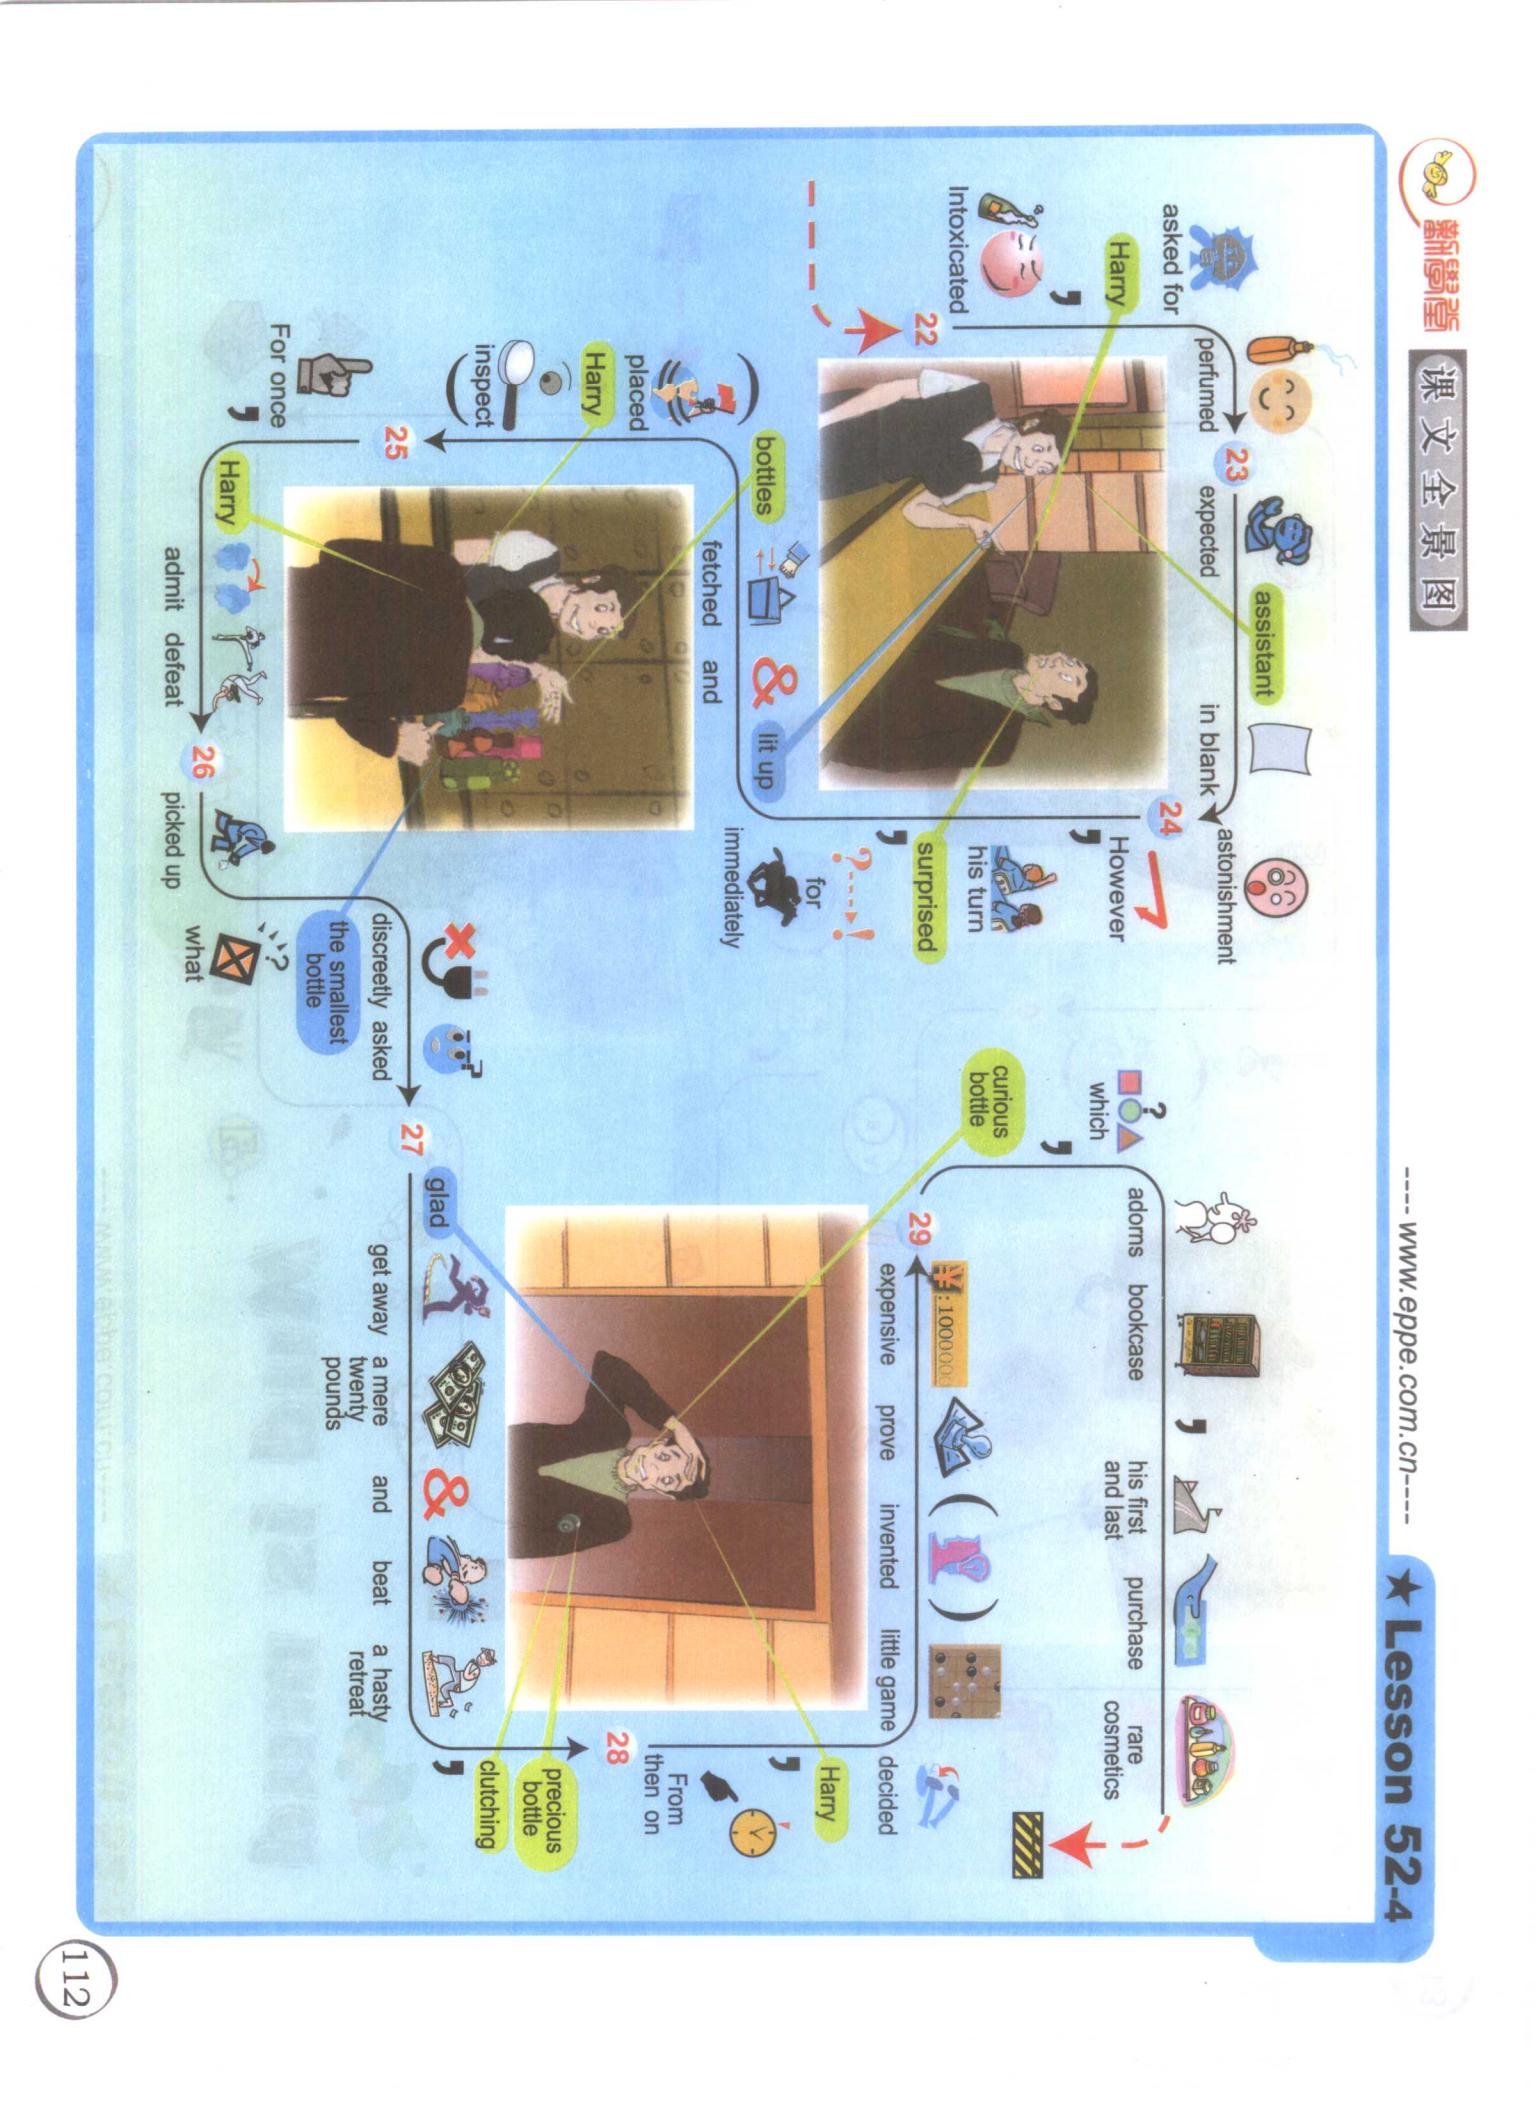 新學堂
课文全景图
---- www.eppe.com.cn----
★ Lesson 52-4
asked for
Harry
,
Intoxicated
22
perfumed
23
expected
assistant
in blank
astonishment
24
However
,
his turn
surprised
,
for
immediately
lit up
&
bottles
fetched and
(
placed
Harry
inspect
)
25
For once
,
Harry
admit defeat
26
picked up
?
what
the smallest
bottle
discreetly asked
27
glad
get away
a mere
twenty
pounds
&
and
beat
a hasty
retreat
,
clutching
precious
bottle
28
From
then on
,
Harry
decided
little game
( )
invented
prove
¥:1000000
expensive
29
curious
bottle
,
?
which
adorns
bookcase
,
his first
and last
purchase
rare
cosmetics
112